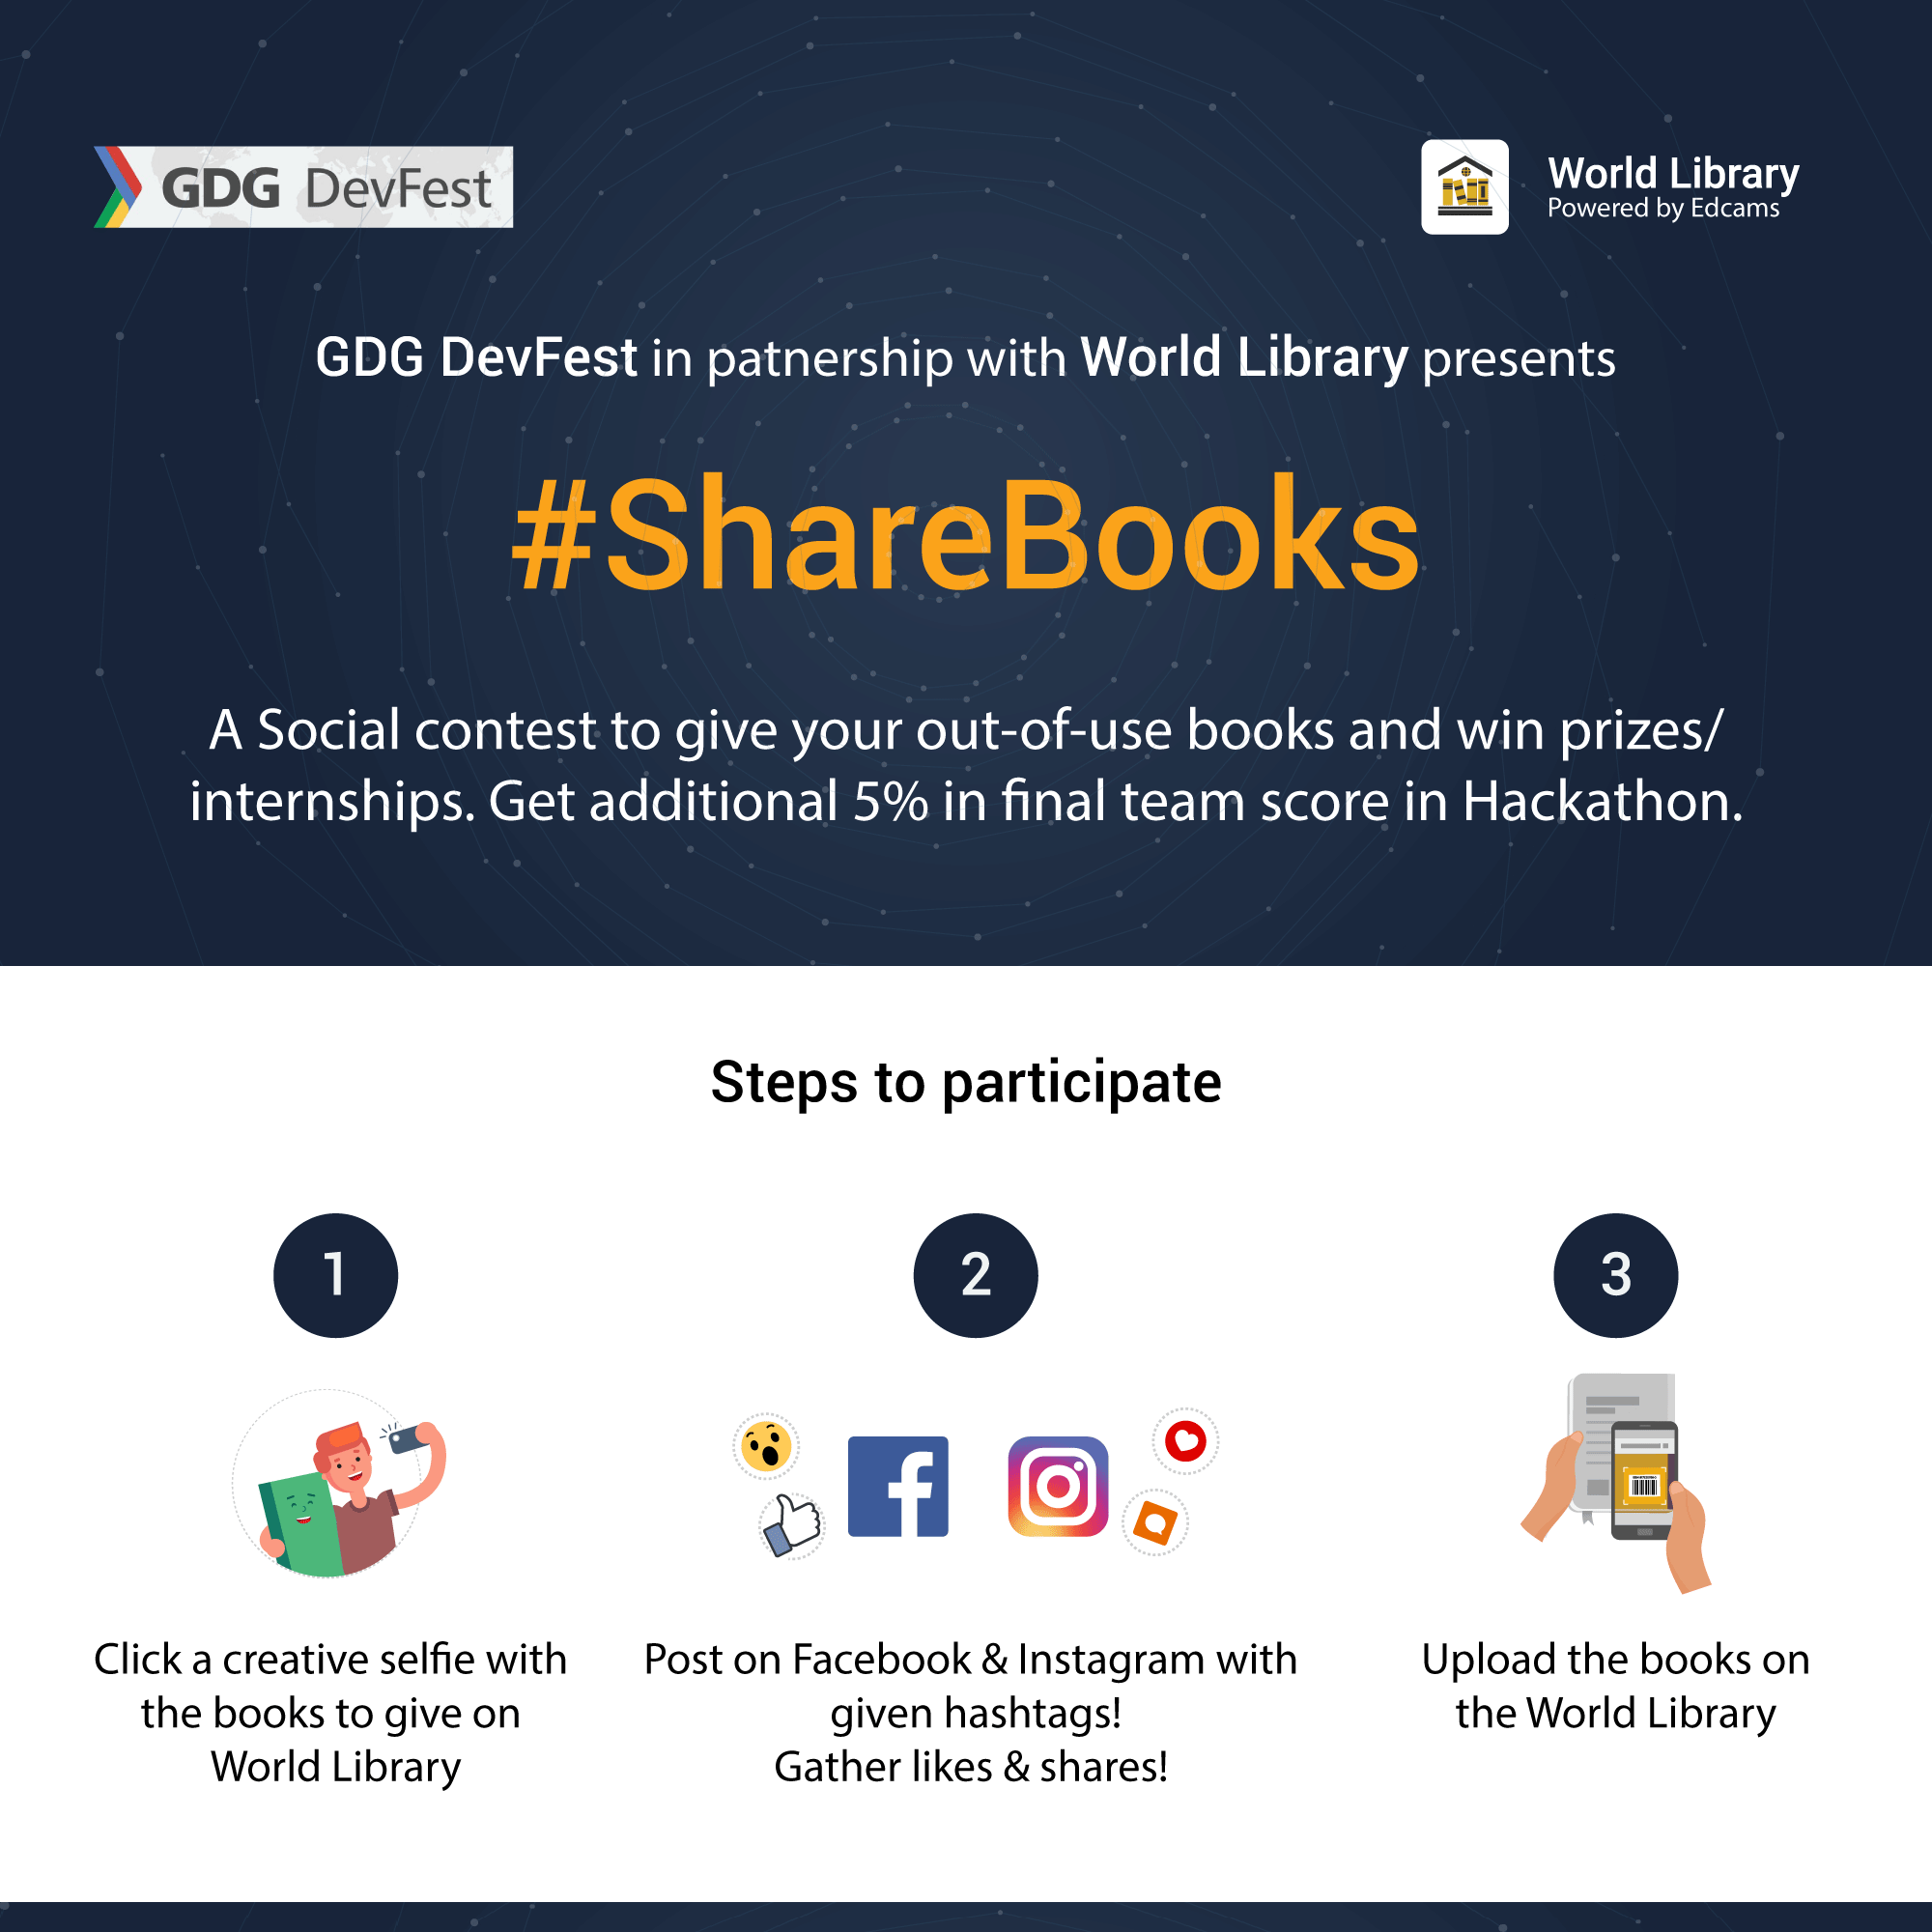 GDG DevFest
World Library
Powered by Edcams
GDG DevFest in patnership with World Library presents
#ShareBooks
A Social contest to give your out-of-use books and win prizes/
internships. Get additional 5% in final team score in Hackathon.
Steps to participate
1
2
3
Click a creative selfie with
the books to give on
World Library
Post on Facebook & Instagram with
given hashtags!
Gather likes & shares!
Upload the books on
the World Library